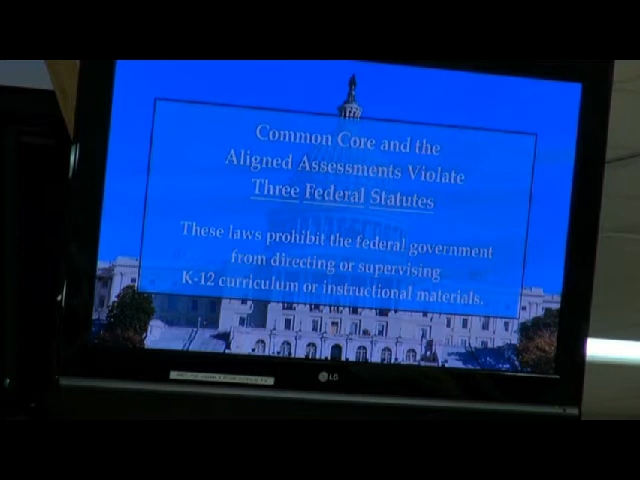 Common Core and the
Aligned Assessments Violate
Three Federal Statutes
These laws prohibit the federal government
from directing or supervising
K-12 curriculum or instructional materials.
LG